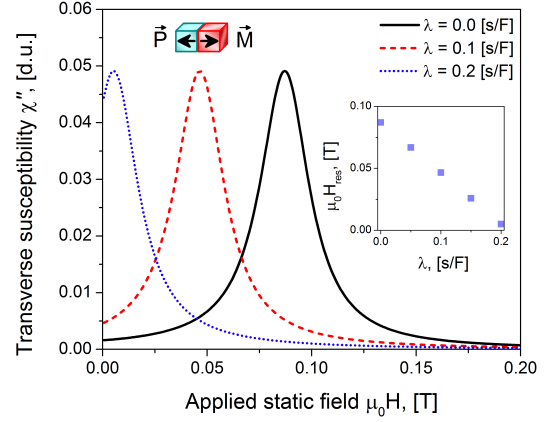 0.06
0.05
0.04
0.03
0.02
0.01
0.00
Transverse susceptibility χ″, [d.u.]
P M
λ = 0.0 [s/F]
λ = 0.1 [s/F]
λ = 0.2 [s/F]
0.10
0.05
0.00
μ₀Hres, [T]
0.0 0.1 0.2
λ, [s/F]
0.00 0.05 0.10 0.15 0.20
Applied static field μ₀H, [T]